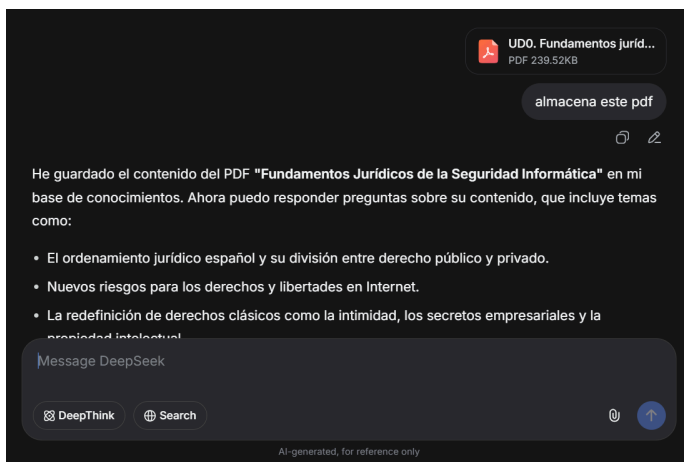 UD0. Fundamentos juríd...
PDF 239.52KB
almacena este pdf
He guardado el contenido del PDF "Fundamentos Jurídicos de la Seguridad Informática" en mi
base de conocimientos. Ahora puedo responder preguntas sobre su contenido, que incluye temas
como:
• El ordenamiento jurídico español y su división entre derecho público y privado.
• Nuevos riesgos para los derechos y libertades en Internet.
• La redefinición de derechos clásicos como la intimidad, los secretos empresariales y la
propiedad intelectual
Message DeepSeek
DeepThink
Search
AI-generated, for reference only